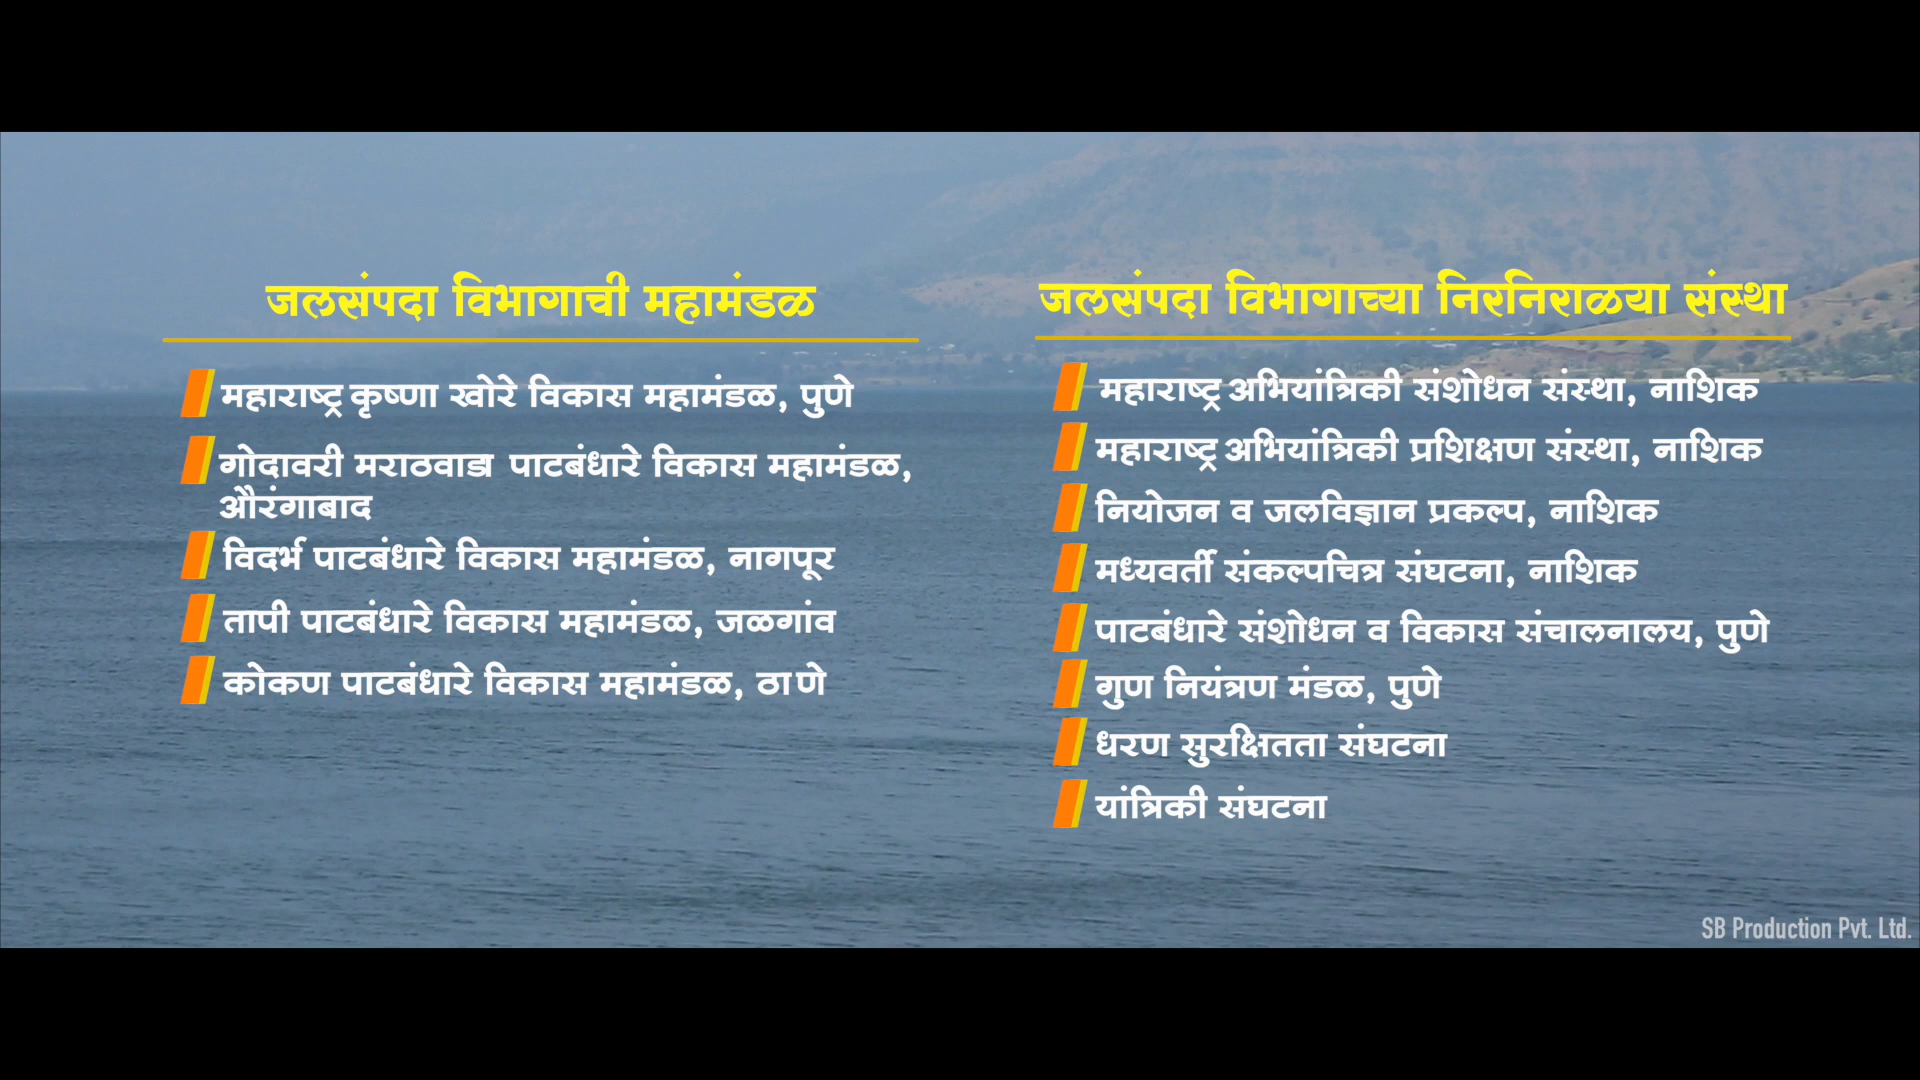 जलसंपदा विभागाची महामंडळ
महाराष्ट्र कृष्णा खोरे विकास महामंडळ, पुणे
गोदावरी मराठवाडा पाटबंधारे विकास महामंडळ,
औरंगाबाद
विदर्भ पाटबंधारे विकास महामंडळ, नागपूर
तापी पाटबंधारे विकास महामंडळ, जळगांव
कोकण पाटबंधारे विकास महामंडळ, ठाणे
जलसंपदा विभागाच्या निरनिराळया संस्था
महाराष्ट्र अभियांत्रिकी संशोधन संस्था, नाशिक
महाराष्ट्र अभियांत्रिकी प्रशिक्षण संस्था, नाशिक
नियोजन व जलविज्ञान प्रकल्प, नाशिक
मध्यवर्ती संकल्पचित्र संघटना, नाशिक
पाटबंधारे संशोधन व विकास संचालनालय, पुणे
गुण नियंत्रण मंडळ, पुणे
धरण सुरक्षितता संघटना
यांत्रिकी संघटना
SB Production Pvt. Ltd.